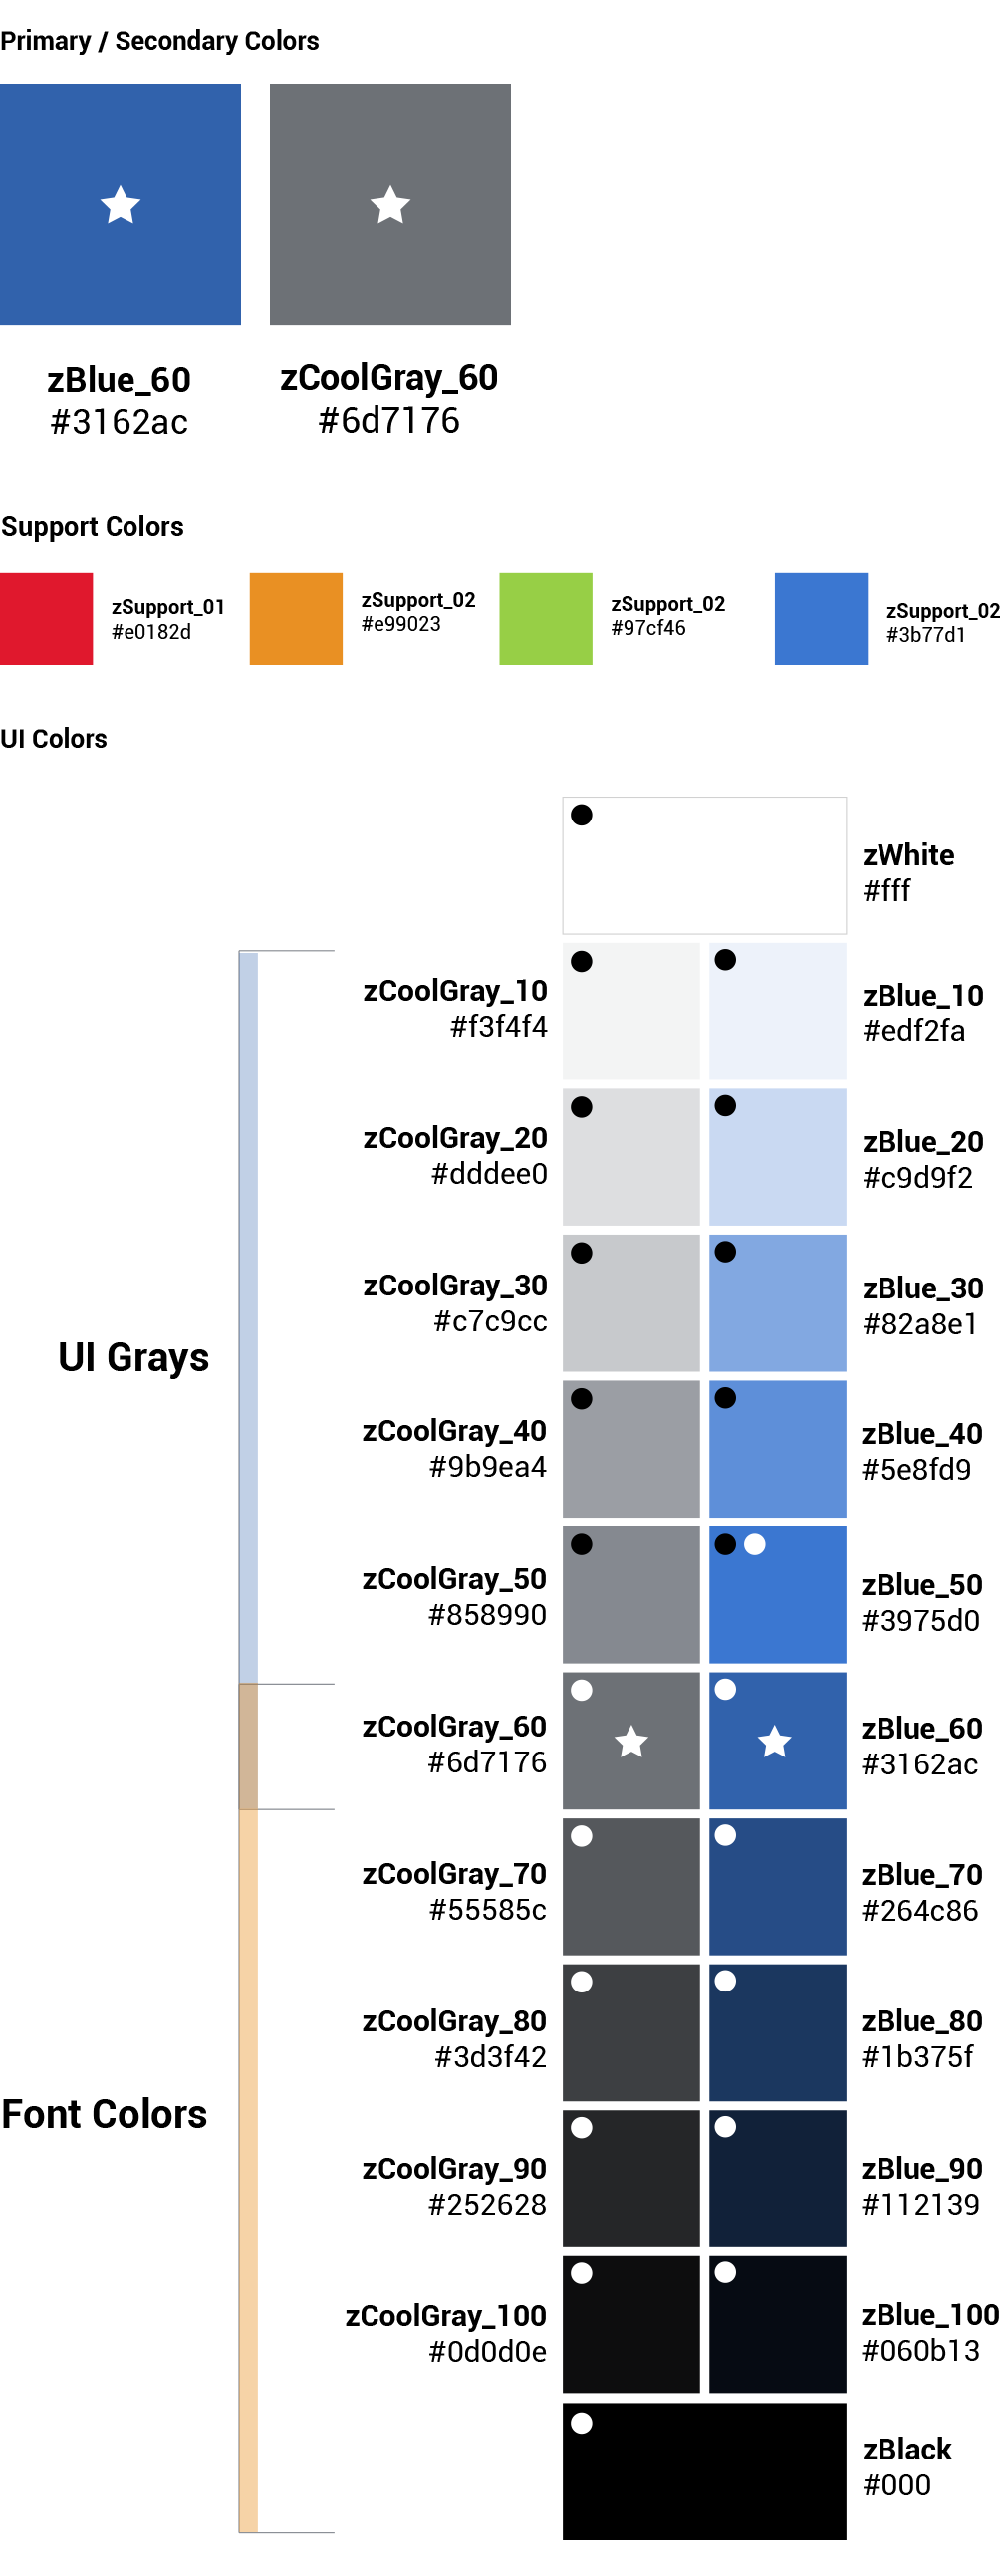 Primary / Secondary Colors
zBlue_60
#3162ac
zCoolGray_60
#6d7176
Support Colors
zSupport_01
#e0182d
zSupport_02
#e99023
zSupport_02
#97cf46
zSupport_02
#3b77d1
UI Colors
zWhite
#fff
zCoolGray_10
#f3f4f4
zBlue_10
#edf2fa
zCoolGray_20
#dddee0
zBlue_20
#c9d9f2
zCoolGray_30
#c7c9cc
zBlue_30
#82a8e1
UI Grays
zCoolGray_40
#9b9ea4
zBlue_40
#5e8fd9
zCoolGray_50
#858990
zBlue_50
#3975d0
zCoolGray_60
#6d7176
zBlue_60
#3162ac
zCoolGray_70
#55585c
zBlue_70
#264c86
zCoolGray_80
#3d3f42
zBlue_80
#1b375f
Font Colors
zCoolGray_90
#252628
zBlue_90
#112139
zCoolGray_100
#0d0d0e
zBlue_100
#060b13
zBlack
#000